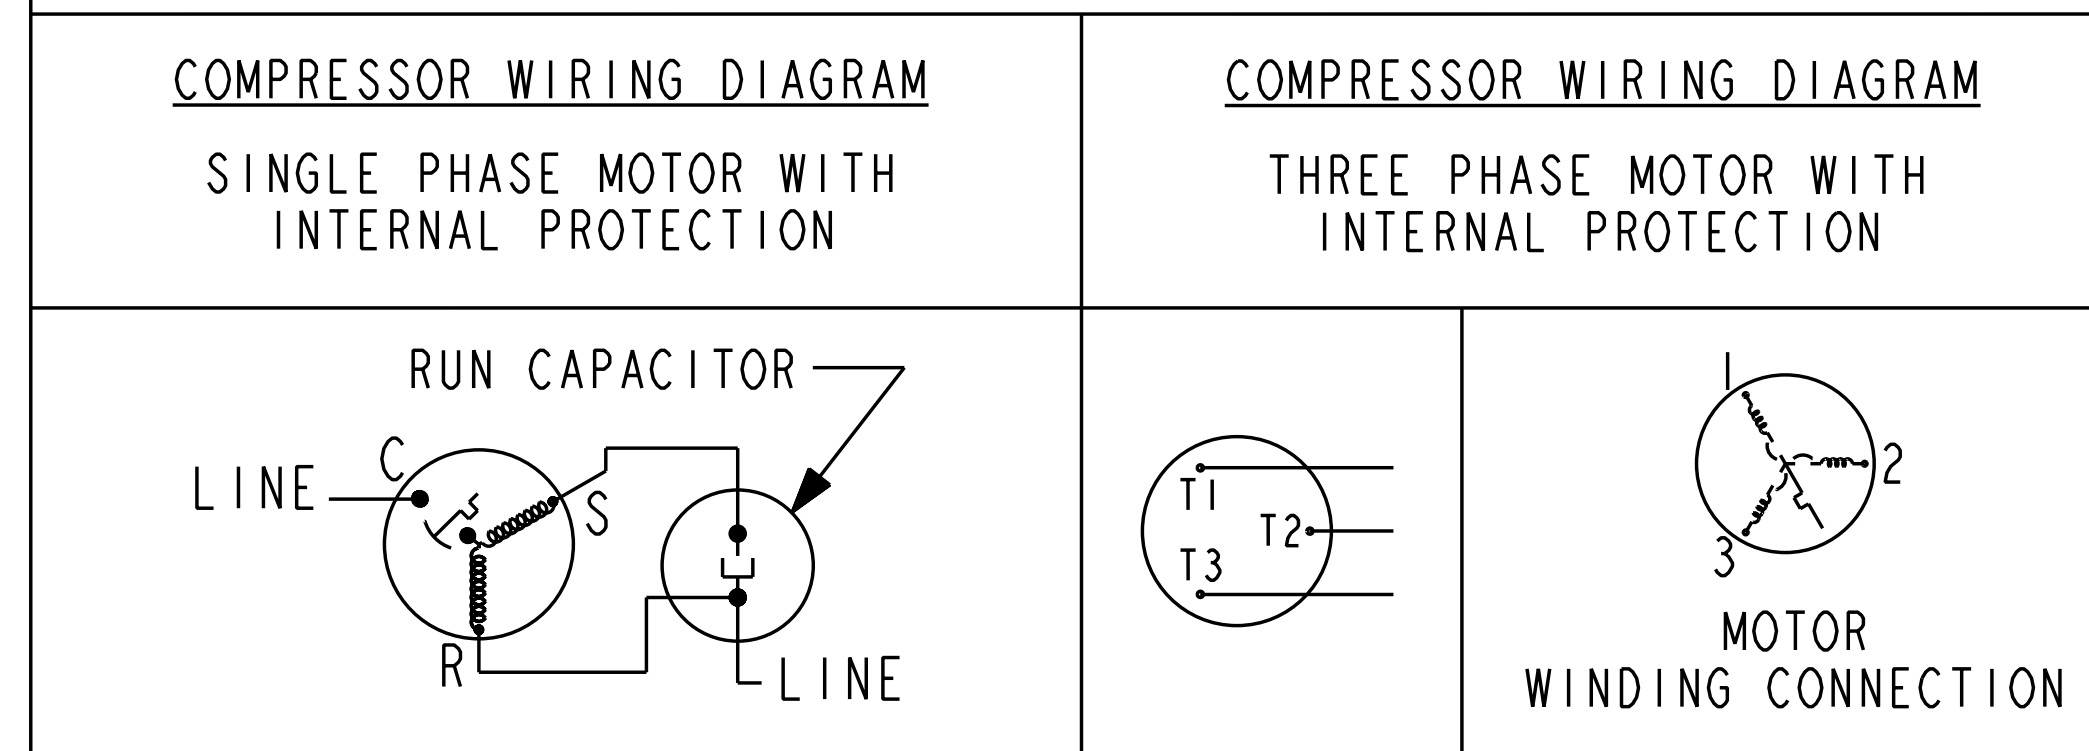 COMPRESSOR WIRING DIAGRAM
SINGLE PHASE MOTOR WITH
INTERNAL PROTECTION
COMPRESSOR WIRING DIAGRAM
THREE PHASE MOTOR WITH
INTERNAL PROTECTION
RUN CAPACITOR
C
LINE
S
R
LINE
T1
T2
T3
1
2
3
MOTOR
WINDING CONNECTION